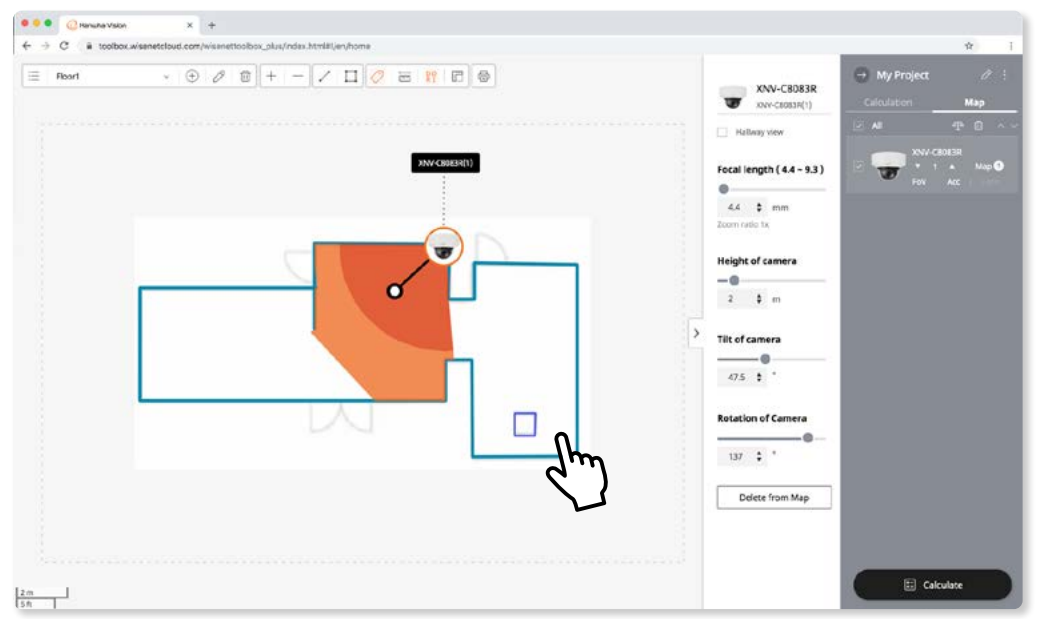 Hanwha Vision
toolbox.wisenetcloud.com/wisenettoolbox_plus/index.html#!/en/home
Floor1
XNV-C8083R(1)
XNV-C8083R
XNV-C8083R(1)
Hallway view
Focal length ( 4.4 ~ 9.3 )
4.4 mm
Zoom ratio 1x
Height of camera
2 m
Tilt of camera
47.5 °
Rotation of Camera
137 °
Delete from Map
My Project
Calculation Map
All
XNV-C8083R
1 Map 1
FoV Acc
Calculate
2 m
5 ft